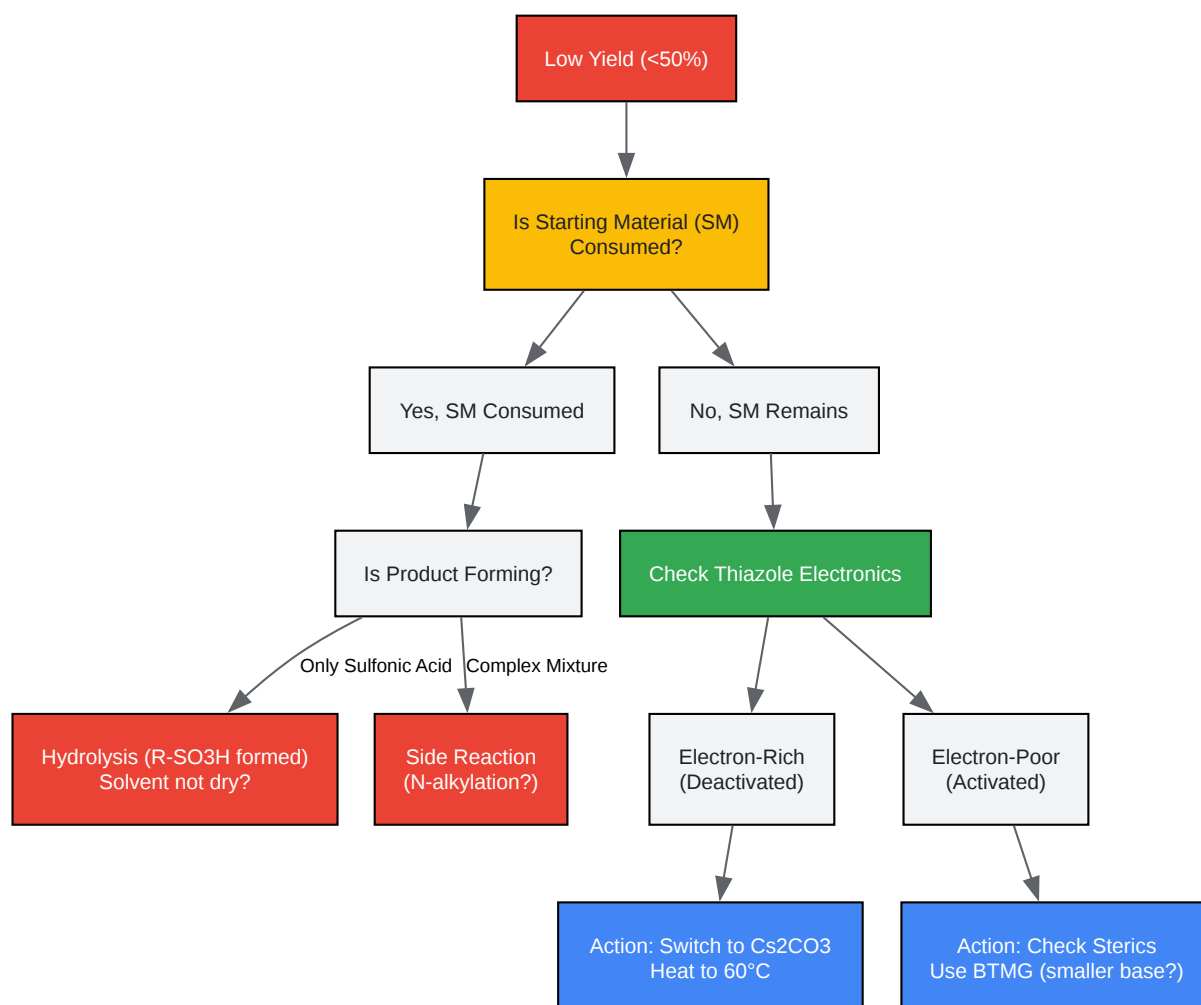 Low Yield (<50%)
Is Starting Material (SM)
Consumed?
Yes, SM Consumed
No, SM Remains
Is Product Forming?
Check Thiazole Electronics
Only Sulfonic Acid
Complex Mixture
Hydrolysis (R-SO3H formed)
Solvent not dry?
Side Reaction
(N-alkylation?)
Electron-Rich
(Deactivated)
Electron-Poor
(Activated)
Action: Switch to Cs2CO3
Heat to 60°C
Action: Check Sterics
Use BTMG (smaller base?)